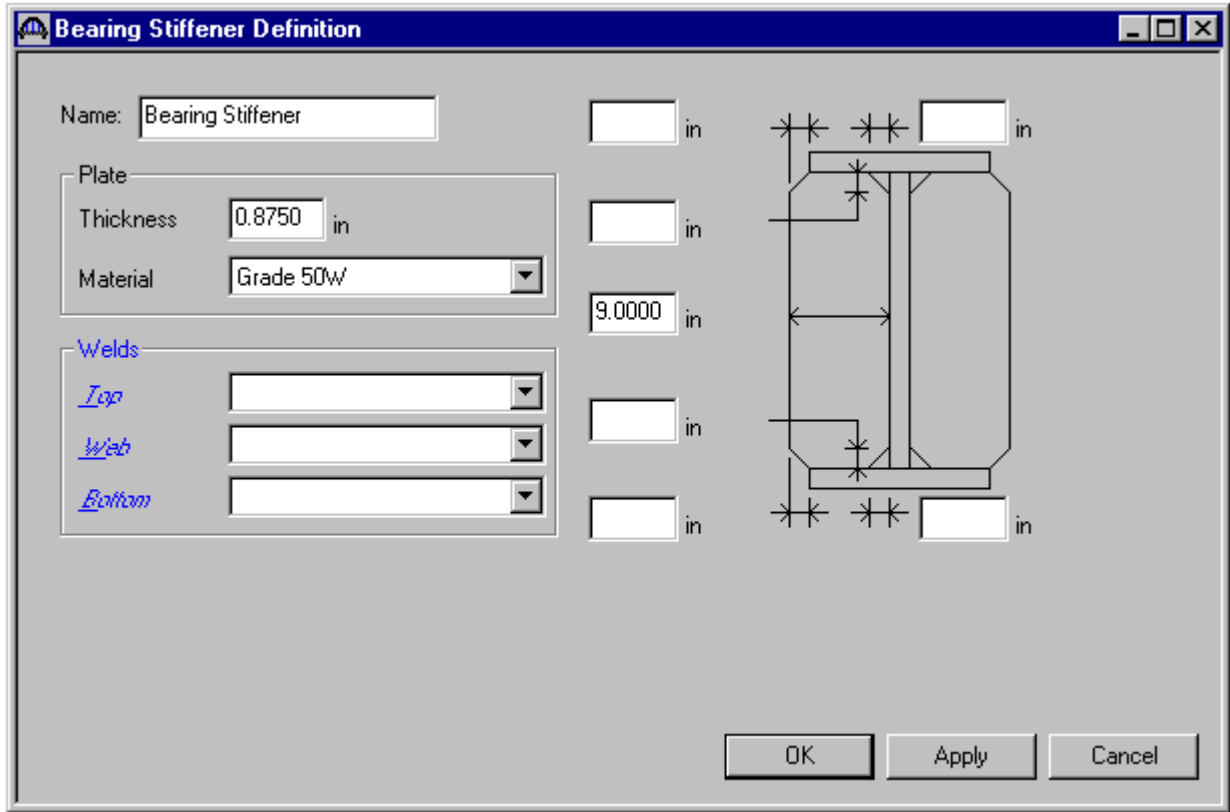 Bearing Stiffener Definition
Name: Bearing Stiffener
in
in
Plate
Thickness 0.8750 in
in
Material Grade 50W
9.0000 in
Welds
Top
in
Web
Bottom
in
in
OK Apply Cancel